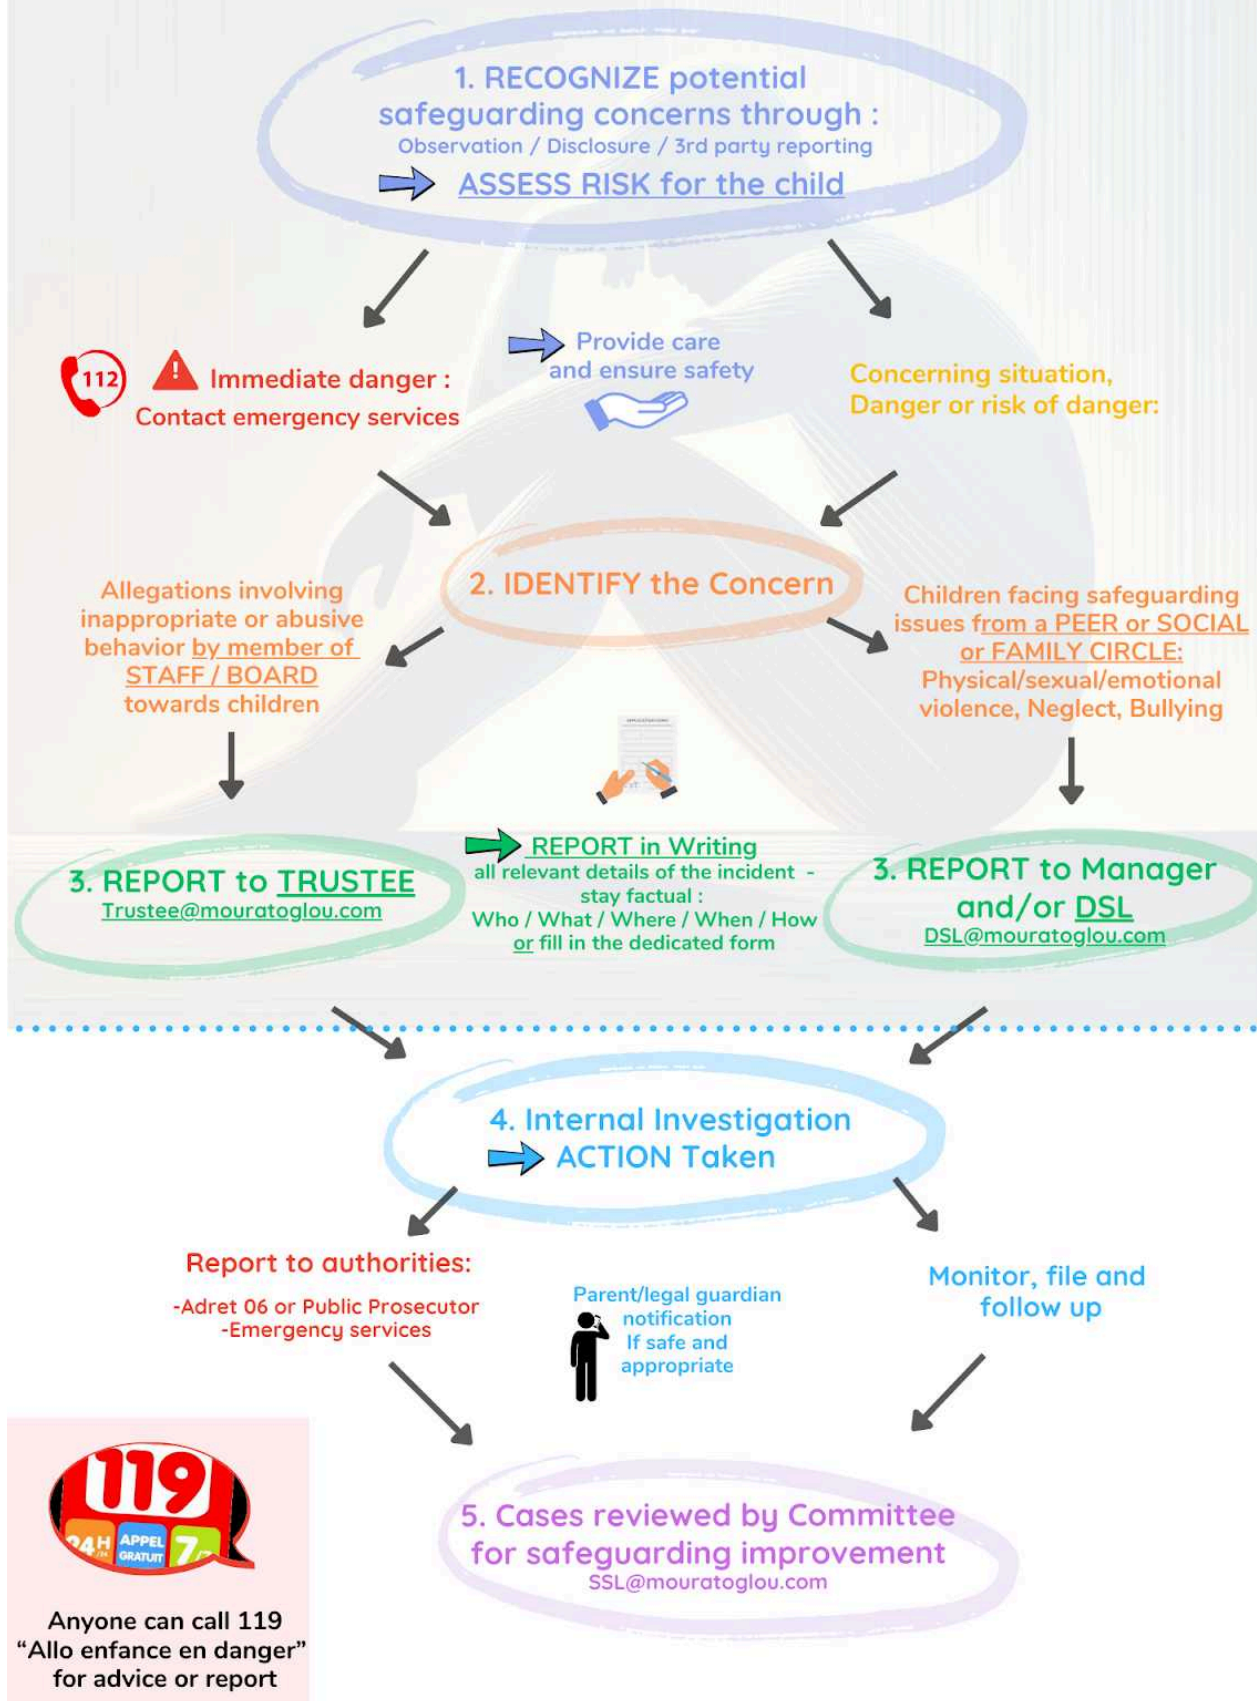 1. RECOGNIZE potential
safeguarding concerns through :
Observation / Disclosure / 3rd party reporting
ASSESS RISK for the child
112
!
Immediate danger :
Contact emergency services
Provide care
and ensure safety
Concerning situation,
Danger or risk of danger:
2. IDENTIFY the Concern
Allegations involving
inappropriate or abusive
behavior by member of
STAFF / BOARD
towards children
Children facing safeguarding
issues from a PEER or SOCIAL
or FAMILY CIRCLE:
Physical/sexual/emotional
violence, Neglect, Bullying
3. REPORT to TRUSTEE
Trustee@mouratoglou.com
REPORT in Writing
all relevant details of the incident -
stay factual :
Who / What / Where / When / How
or fill in the dedicated form
3. REPORT to Manager
and/or DSL
DSL@mouratoglou.com
4. Internal Investigation
ACTION Taken
Report to authorities:
-Adret 06 or Public Prosecutor
-Emergency services
Parent/legal guardian
notification
If safe and
appropriate
Monitor, file and
follow up
119
24H
APPEL
GRATUIT
7/
Anyone can call 119
“Allo enfance en danger”
for advice or report
5. Cases reviewed by Committee
for safeguarding improvement
SSL@mouratoglou.com